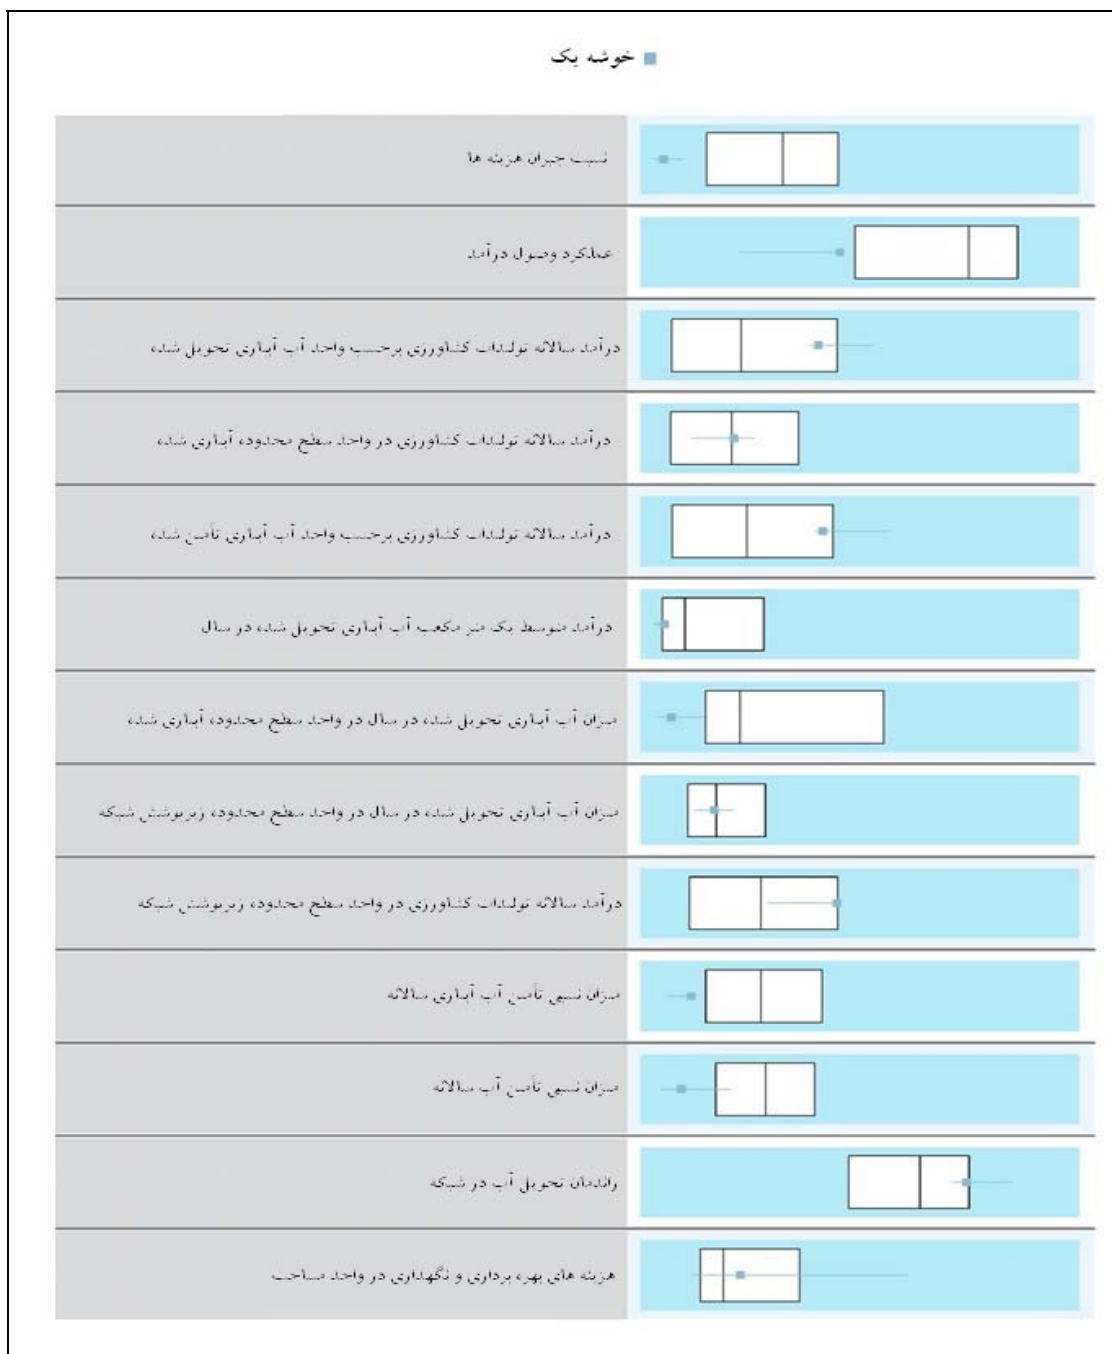 خوشه یک
نسبت جبران هزینه ها
عملکرد وصول درآمد
درآمد سالانه تولیدات کشاورزی برحسب واحد آب آبیاری تحویل شده
درآمد سالانه تولیدات کشاورزی در واحد سطح محدوده آبیاری شده
درآمد سالانه تولیدات کشاورزی برحسب واحد آب آبیاری تأمین شده
درآمد متوسط یک متر مکعب آب آبیاری تحویل شده در سال
میزان آب آبیاری تحویل شده در سال در واحد سطح محدوده آبیاری شده
میزان آب آبیاری تحویل شده در سال در واحد سطح محدوده زیرپوشش شبکه
درآمد سالانه تولیدات کشاورزی در واحد سطح محدوده زیرپوشش شبکه
میزان نسبی تأمین آب آبیاری سالانه
میزان نسبی تأمین آب سالانه
راندمان تحویل آب در شبکه
هزینه های بهره برداری و نگهداری در واحد مساحت